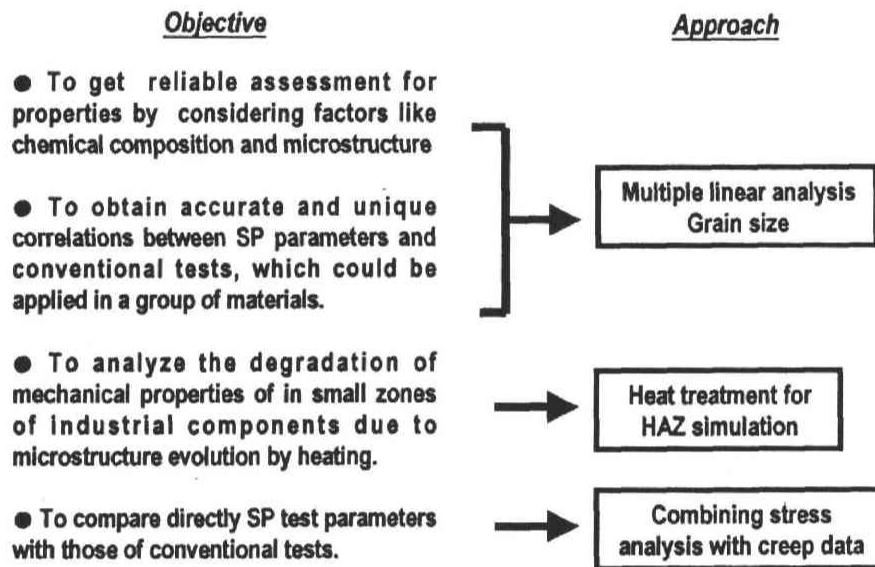 Objective
Approach
● To get reliable assessment for
properties by considering factors like
chemical composition and microstructure
● To obtain accurate and unique
correlations between SP parameters and
conventional tests, which could be
applied in a group of materials.
Multiple linear analysis
Grain size
● To analyze the degradation of
mechanical properties of in small zones
of industrial components due to
microstructure evolution by heating.
Heat treatment for
HAZ simulation
● To compare directly SP test parameters
with those of conventional tests.
Combining stress
analysis with creep data